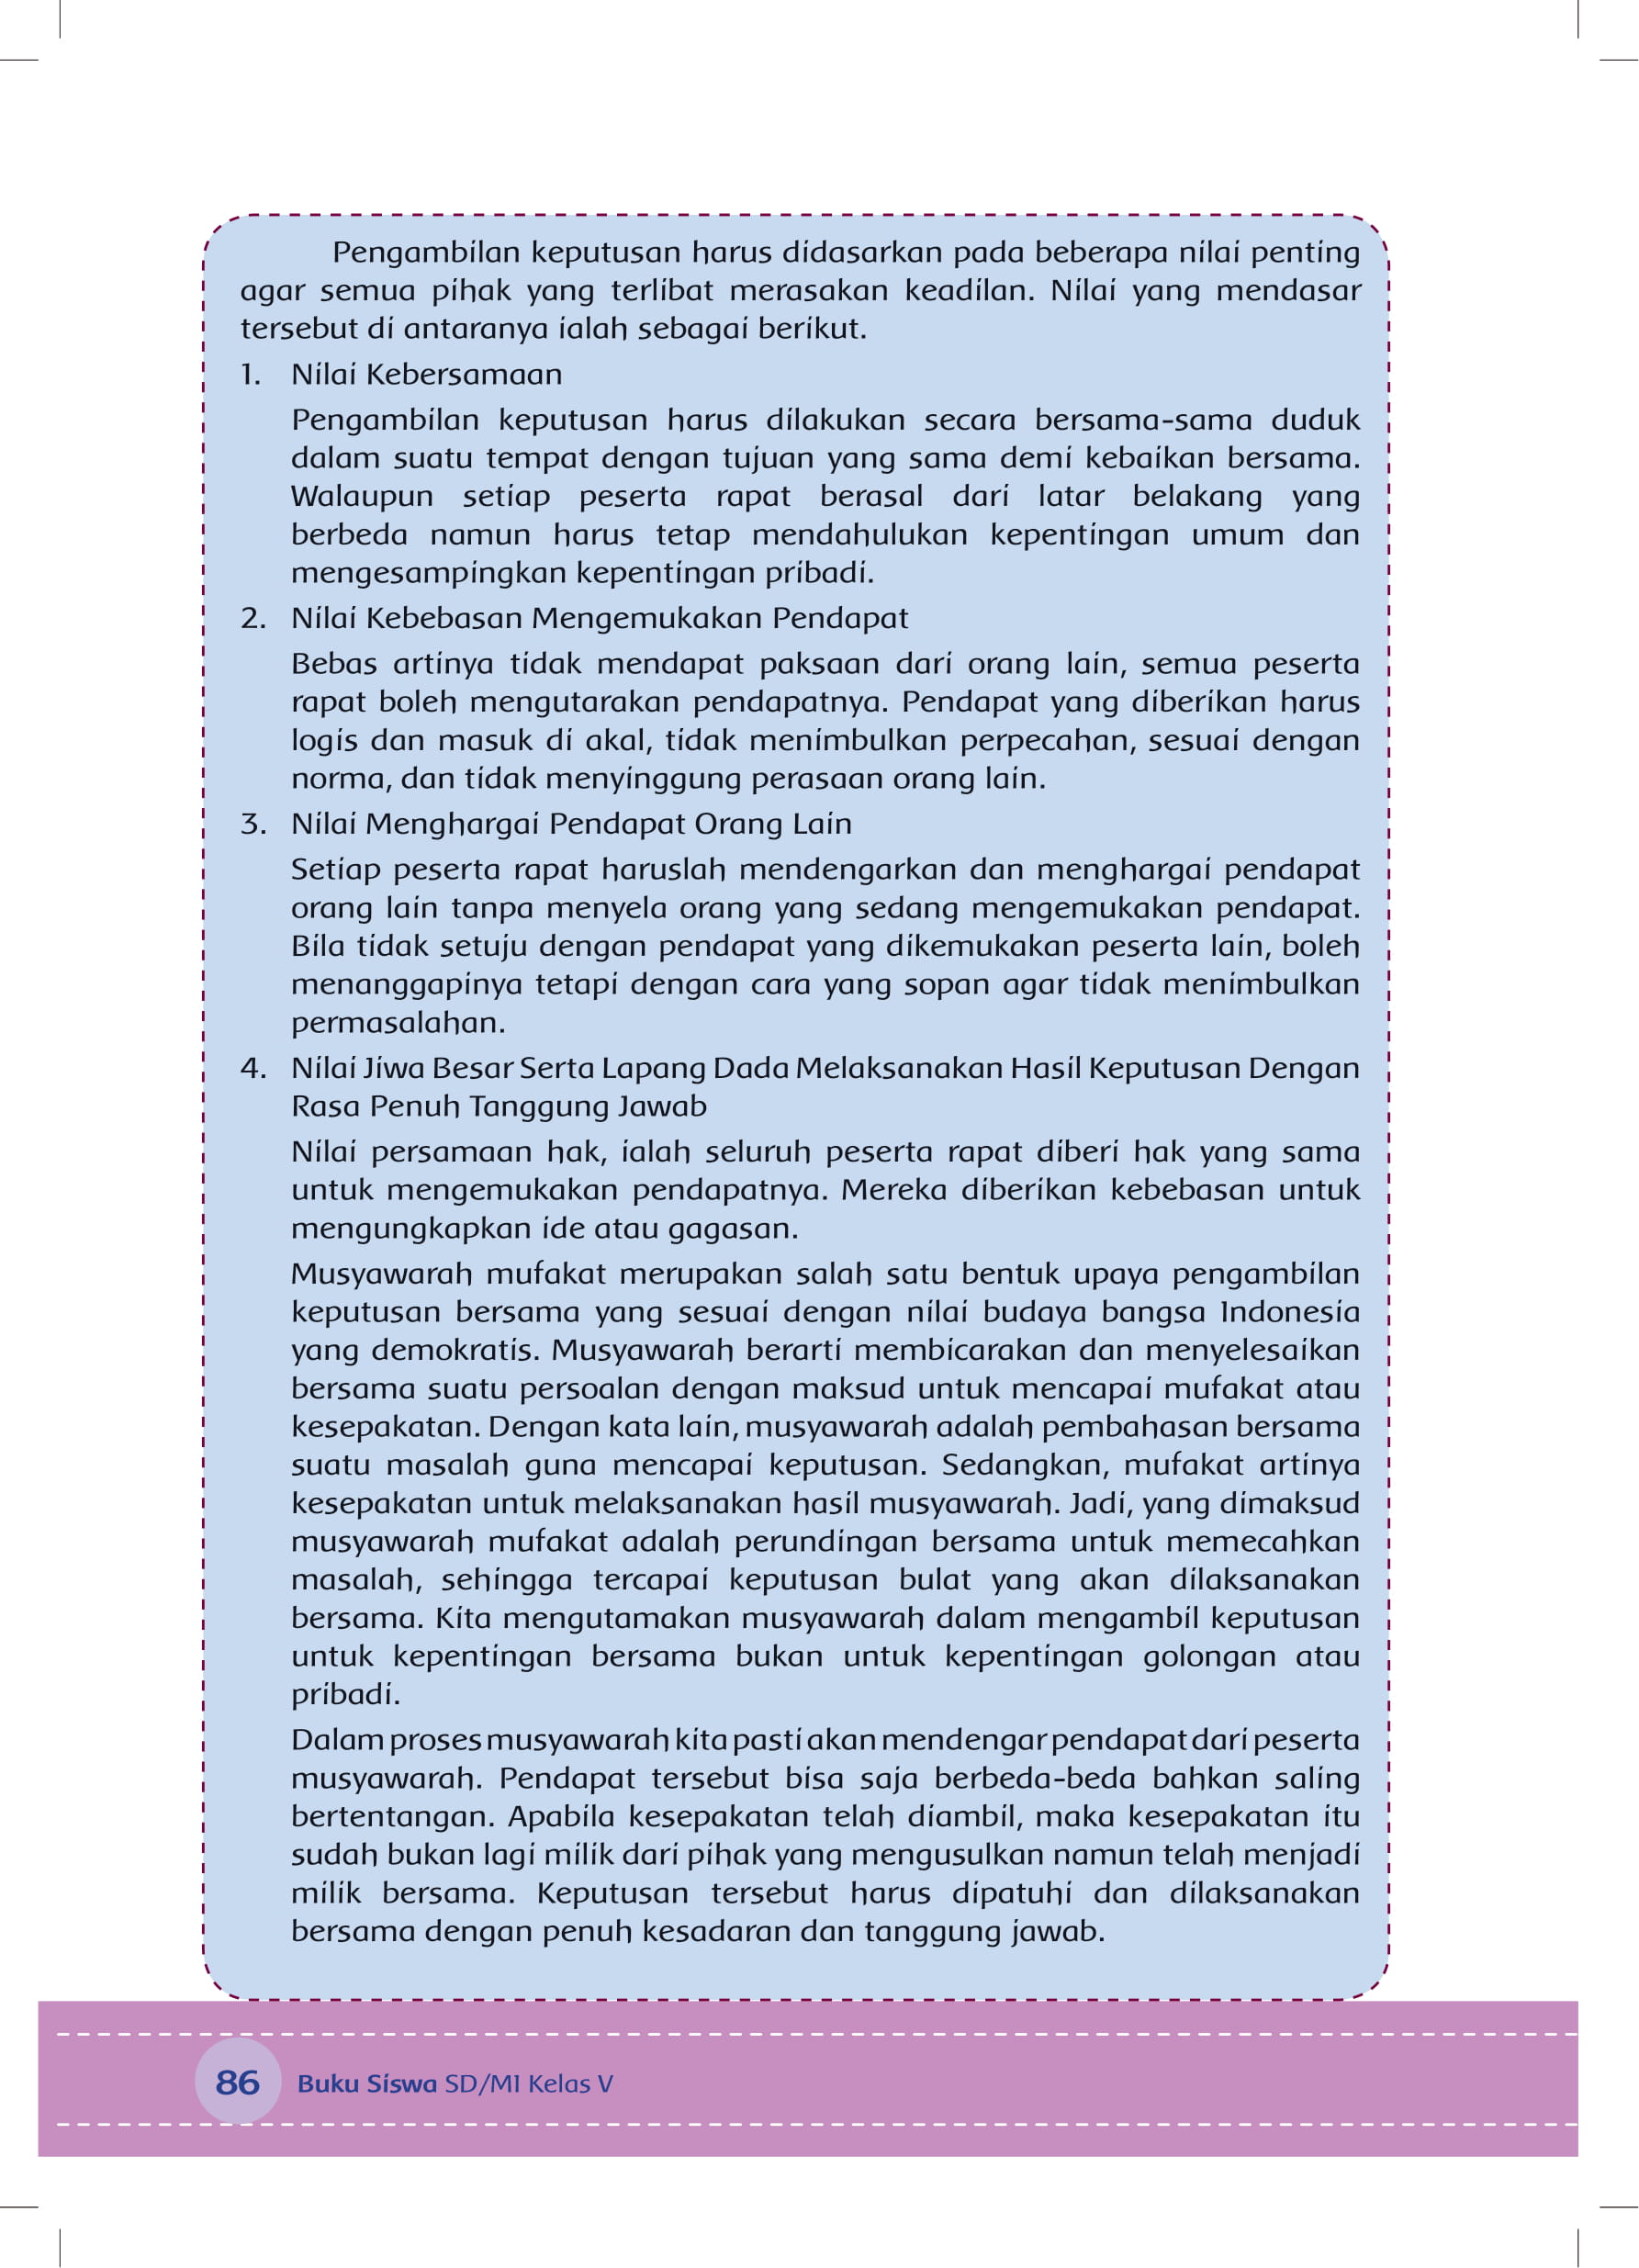 Pengambilan keputusan harus didasarkan pada beberapa nilai penting
agar semua pihak yang terlibat merasakan keadilan. Nilai yang mendasar
tersebut di antaranya ialah sebagai berikut.
1. Nilai Kebersamaan
Pengambilan keputusan harus dilakukan secara bersama-sama duduk
dalam suatu tempat dengan tujuan yang sama demi kebaikan bersama.
Walaupun setiap peserta rapat berasal dari latar belakang yang
berbeda namun harus tetap mendahulukan kepentingan umum dan
mengesampingkan kepentingan pribadi.
2. Nilai Kebebasan Mengemukakan Pendapat
Bebas artinya tidak mendapat paksaan dari orang lain, semua peserta
rapat boleh mengutarakan pendapatnya. Pendapat yang diberikan harus
logis dan masuk di akal, tidak menimbulkan perpecahan, sesuai dengan
norma, dan tidak menyinggung perasaan orang lain.
3. Nilai Menghargai Pendapat Orang Lain
Setiap peserta rapat haruslah mendengarkan dan menghargai pendapat
orang lain tanpa menyela orang yang sedang mengemukakan pendapat.
Bila tidak setuju dengan pendapat yang dikemukakan peserta lain, boleh
menanggapinya tetapi dengan cara yang sopan agar tidak menimbulkan
permasalahan.
4. Nilai Jiwa Besar Serta Lapang Dada Melaksanakan Hasil Keputusan Dengan
Rasa Penuh Tanggung Jawab
Nilai persamaan hak, ialah seluruh peserta rapat diberi hak yang sama
untuk mengemukakan pendapatnya. Mereka diberikan kebebasan untuk
mengungkapkan ide atau gagasan.
Musyawarah mufakat merupakan salah satu bentuk upaya pengambilan
keputusan bersama yang sesuai dengan nilai budaya bangsa Indonesia
yang demokratis. Musyawarah berarti membicarakan dan menyelesaikan
bersama suatu persoalan dengan maksud untuk mencapai mufakat atau
kesepakatan. Dengan kata lain, musyawarah adalah pembahasan bersama
suatu masalah guna mencapai keputusan. Sedangkan, mufakat artinya
kesepakatan untuk melaksanakan hasil musyawarah. Jadi, yang dimaksud
musyawarah mufakat adalah perundingan bersama untuk memecahkan
masalah, sehingga tercapai keputusan bulat yang akan dilaksanakan
bersama. Kita mengutamakan musyawarah dalam mengambil keputusan
untuk kepentingan bersama bukan untuk kepentingan golongan atau
pribadi.
Dalam proses musyawarah kita pasti akan mendengar pendapat dari peserta
musyawarah. Pendapat tersebut bisa saja berbeda-beda bahkan saling
bertentangan. Apabila kesepakatan telah diambil, maka kesepakatan itu
sudah bukan lagi milik dari pihak yang mengusulkan namun telah menjadi
milik bersama. Keputusan tersebut harus dipatuhi dan dilaksanakan
bersama dengan penuh kesadaran dan tanggung jawab.
86 Buku Siswa SD/MI Kelas V